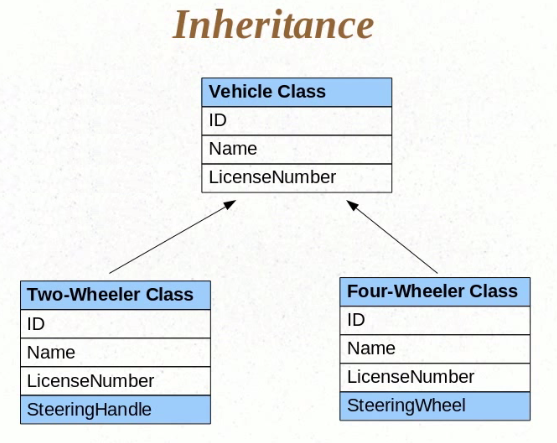 Inheritance
Vehicle Class
ID
Name
LicenseNumber
Two-Wheeler Class
ID
Name
LicenseNumber
SteeringHandle
Four-Wheeler Class
ID
Name
LicenseNumber
SteeringWheel